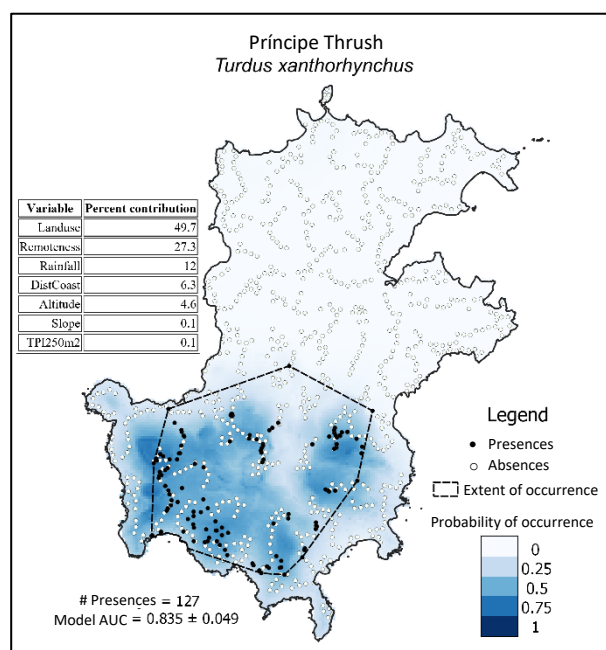 Príncipe Thrush
Turdus xanthorhynchus
Variable Percent contribution
Landuse 49.7
Remoteness 27.3
Rainfall 12
DistCoast 6.3
Altitude 4.6
Slope 0.1
TPI250m2 0.1
Legend
Presences
Absences
Extent of occurrence
Probability of occurrence
0
0.25
0.5
0.75
1
# Presences = 127
Model AUC = 0.835 ± 0.049